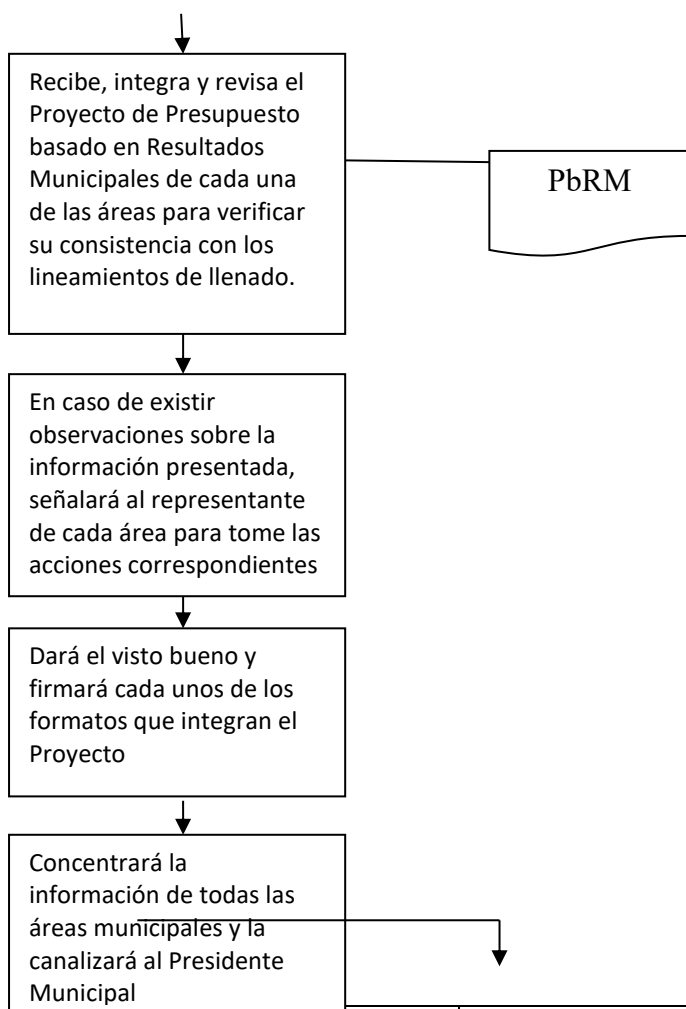 Recibe, integra y revisa el
Proyecto de Presupuesto
basado en Resultados
Municipales de cada una
de las áreas para verificar
su consistencia con los
lineamientos de llenado.
PbRM
En caso de existir
observaciones sobre la
información presentada,
señalará al representante
de cada área para tome las
acciones correspondientes
Dará el visto bueno y
firmará cada unos de los
formatos que integran el
Proyecto
Concentrará la
información de todas las
áreas municipales y la
canalizará al Presidente
Municipal